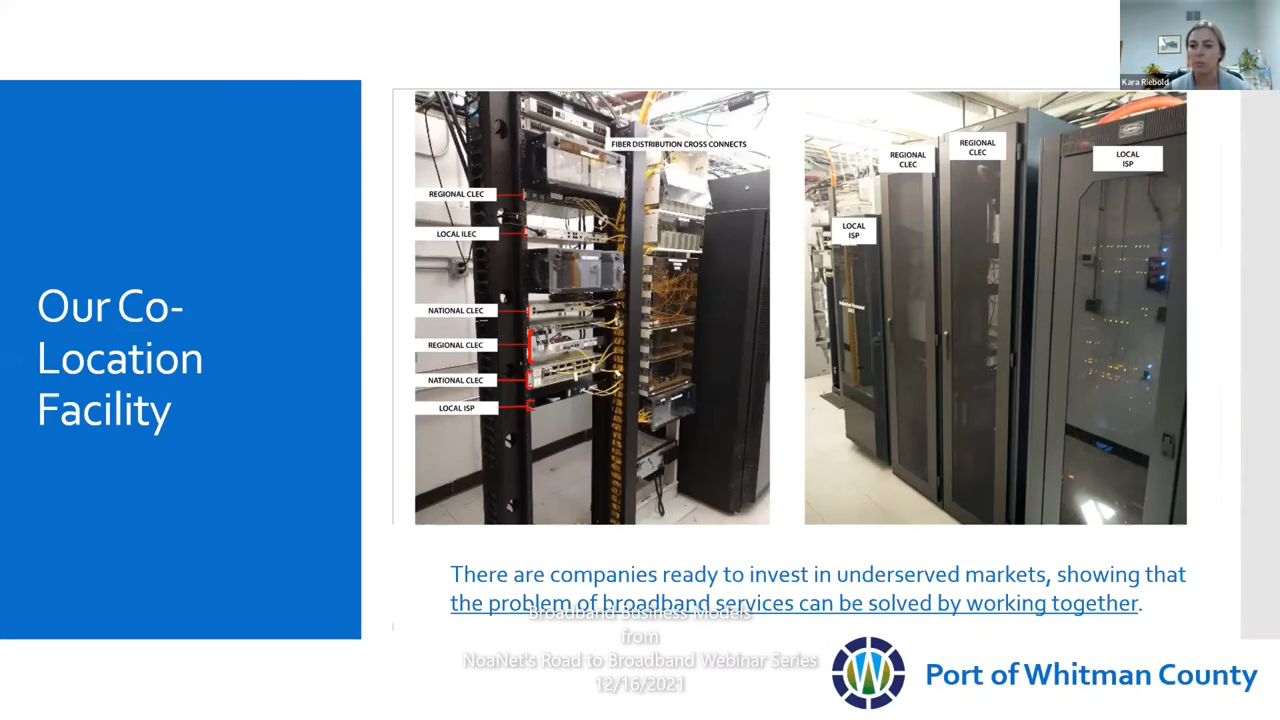 Kara Riebold
Our Co-
Location
Facility
FIBER DISTRIBUTION CROSS CONNECTS
REGIONAL CLEC
LOCAL ILEC
NATIONAL CLEC
REGIONAL CLEC
NATIONAL CLEC
LOCAL ISP
LOCAL
ISP
REGIONAL
CLEC
REGIONAL
CLEC
LOCAL
ISP
There are companies ready to invest in underserved markets, showing that
the problem of broadband services can be solved by working together.
Broadband Business Models
from
NoaNet's Road to Broadband Webinar Series
12/16/2021
Port of Whitman County